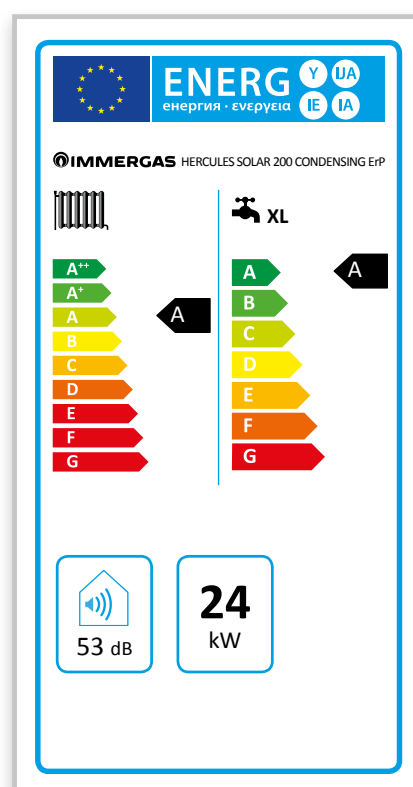 ENERG Y IJA
енергия · ενεργεια IE IA
IMMERGAS HERCULES SOLAR 200 CONDENSING ErP
XL
A++
A+
A
B
C
D
E
F
G
A
A
B
C
D
E
F
G
A
53 dB
24
kW